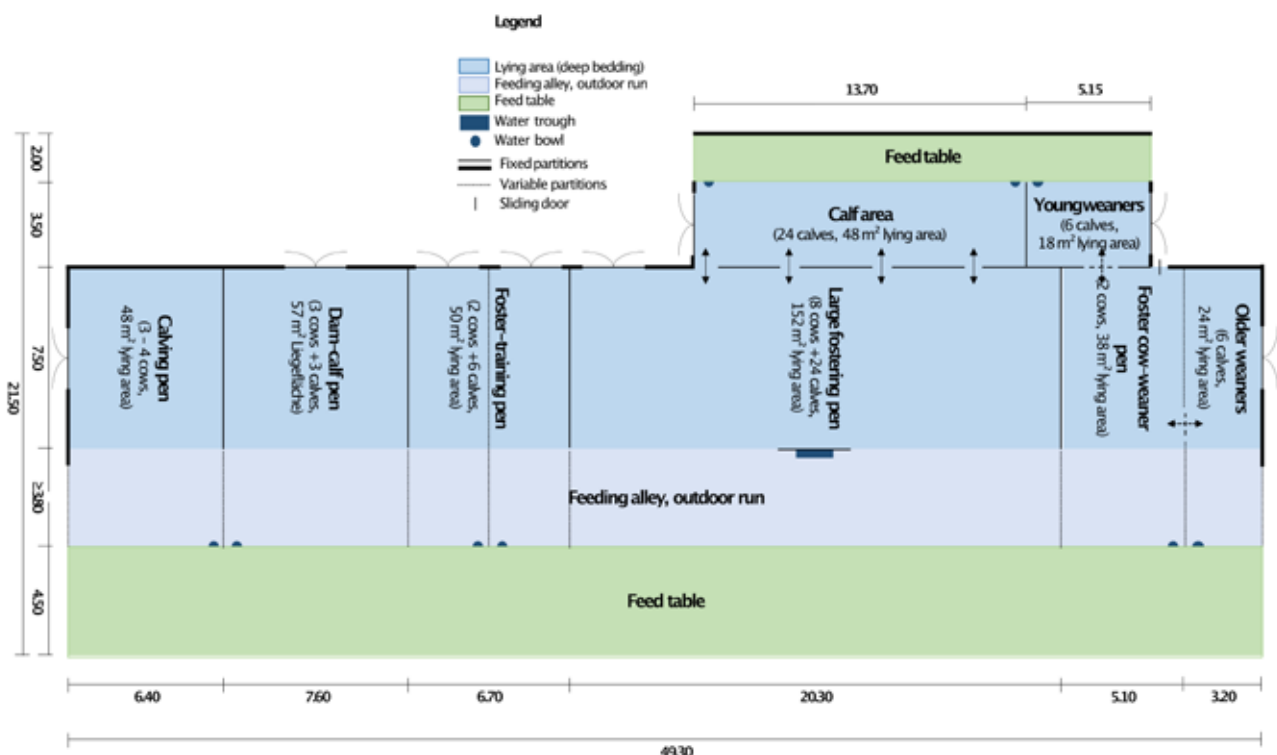 Legend
Lying area (deep bedding)
Feeding alley, outdoor run
Feed table
Water trough
Water bowl
Fixed partitions
Variable partitions
Sliding door
13.70
5.15
2.00
3.50
7.50
≥3.80
4.50
21.50
Feed table
Calf area
(24 calves, 48 m² lying area)
Young weaners
(6 calves,
18 m² lying area)
Calving pen
(3 – 4 cows,
48 m² lying area)
Dam-calf pen
(3 cows +3 calves,
57 m² Liegefläche)
Foster-training pen
(2 cows +6 calves,
50 m² lying area)
Large fostering pen
(8 cows +24 calves,
152 m² lying area)
Foster cow-weaner
pen
2 cows, 38 m² lying area)
Older weaners
(6 calves,
24 m² lying area)
Feeding alley, outdoor run
Feed table
6.40
7.60
6.70
20.30
5.10
3.20
49.30